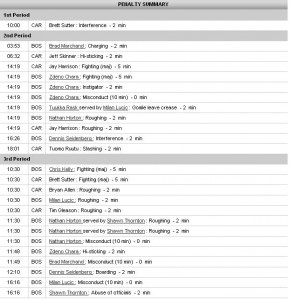 PENALTY SUMMARY
1st Period
10:00 CAR Brett Sutter : Interference - 2 min
2nd Period
03:53 BOS Brad Marchand : Charging - 2 min
06:32 CAR Jeff Skinner : Hi-sticking - 2 min
14:19 CAR Jay Harrison : Fighting (maj) - 5 min
14:19 BOS Zdeno Chara : Fighting (maj) - 5 min
14:19 BOS Zdeno Chara : Instigator - 2 min
14:19 BOS Zdeno Chara : Misconduct (10 min) - 0 min
14:19 BOS Tuukka Rask served by Milan Lucic : Goalie leave crease - 2 min
14:19 BOS Nathan Horton : Roughing - 2 min
14:19 CAR Jay Harrison : Roughing - 2 min
16:26 BOS Dennis Seidenberg : Interference - 2 min
18:01 CAR Tuomo Ruutu : Slashing - 2 min
3rd Period
10:30 BOS Chris Kelly : Fighting (maj) - 5 min
10:30 CAR Brett Sutter : Fighting (maj) - 5 min
10:30 CAR Bryan Allen : Roughing - 2 min
10:30 BOS Milan Lucic : Roughing - 2 min
10:30 CAR Tim Gleason : Roughing - 2 min
11:30 BOS Nathan Horton served by Shawn Thornton : Roughing - 2 min
11:30 BOS Nathan Horton served by Shawn Thornton : Roughing - 2 min
11:30 BOS Nathan Horton : Misconduct (10 min) - 0 min
11:48 BOS Zdeno Chara : Hi-sticking - 2 min
11:49 BOS Brad Marchand : Misconduct (10 min) - 0 min
12:10 BOS Dennis Seidenberg : Boarding - 2 min
16:16 BOS Milan Lucic : Misconduct (10 min) - 0 min
16:16 BOS Shawn Thornton : Abuse of officials - 2 min